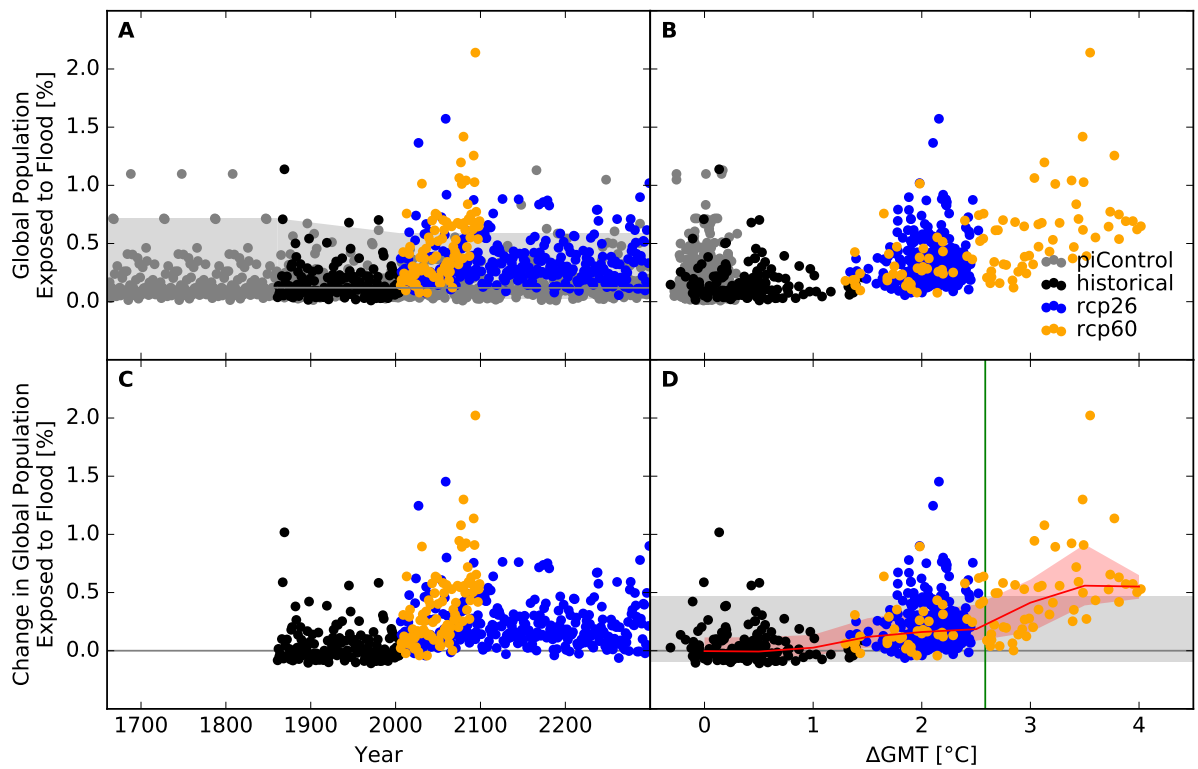 A
B
2.0
1.5
1.0
0.5
0.0
Global Population
Exposed to Flood [%]
piControl
historical
rcp26
rcp60
C
D
2.0
1.5
1.0
0.5
0.0
Change in Global Population
Exposed to Flood [%]
1700 1800 1900 2000 2100 2200
0 1 2 3 4
Year
ΔGMT [°C]